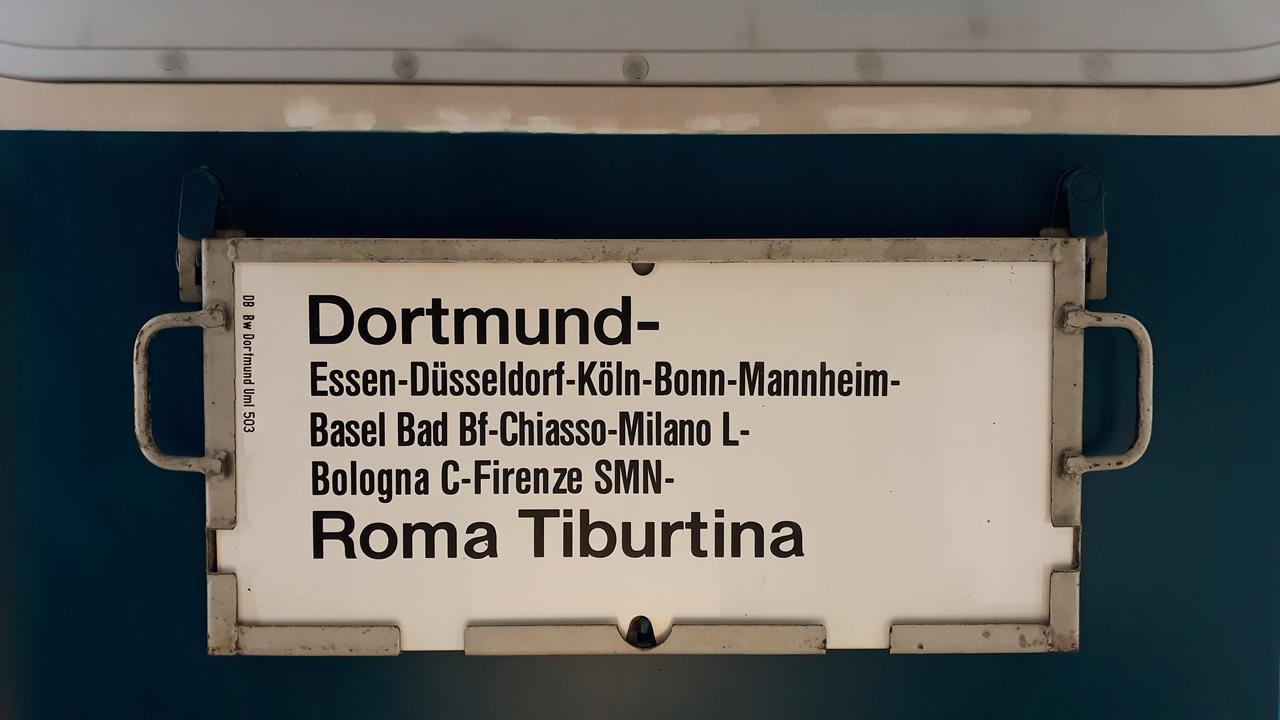 DB Bw Dortmund Uml 503
Dortmund-
Essen-Düsseldorf-Köln-Bonn-Mannheim-
Basel Bad Bf-Chiasso-Milano L-
Bologna C-Firenze SMN-
Roma Tiburtina